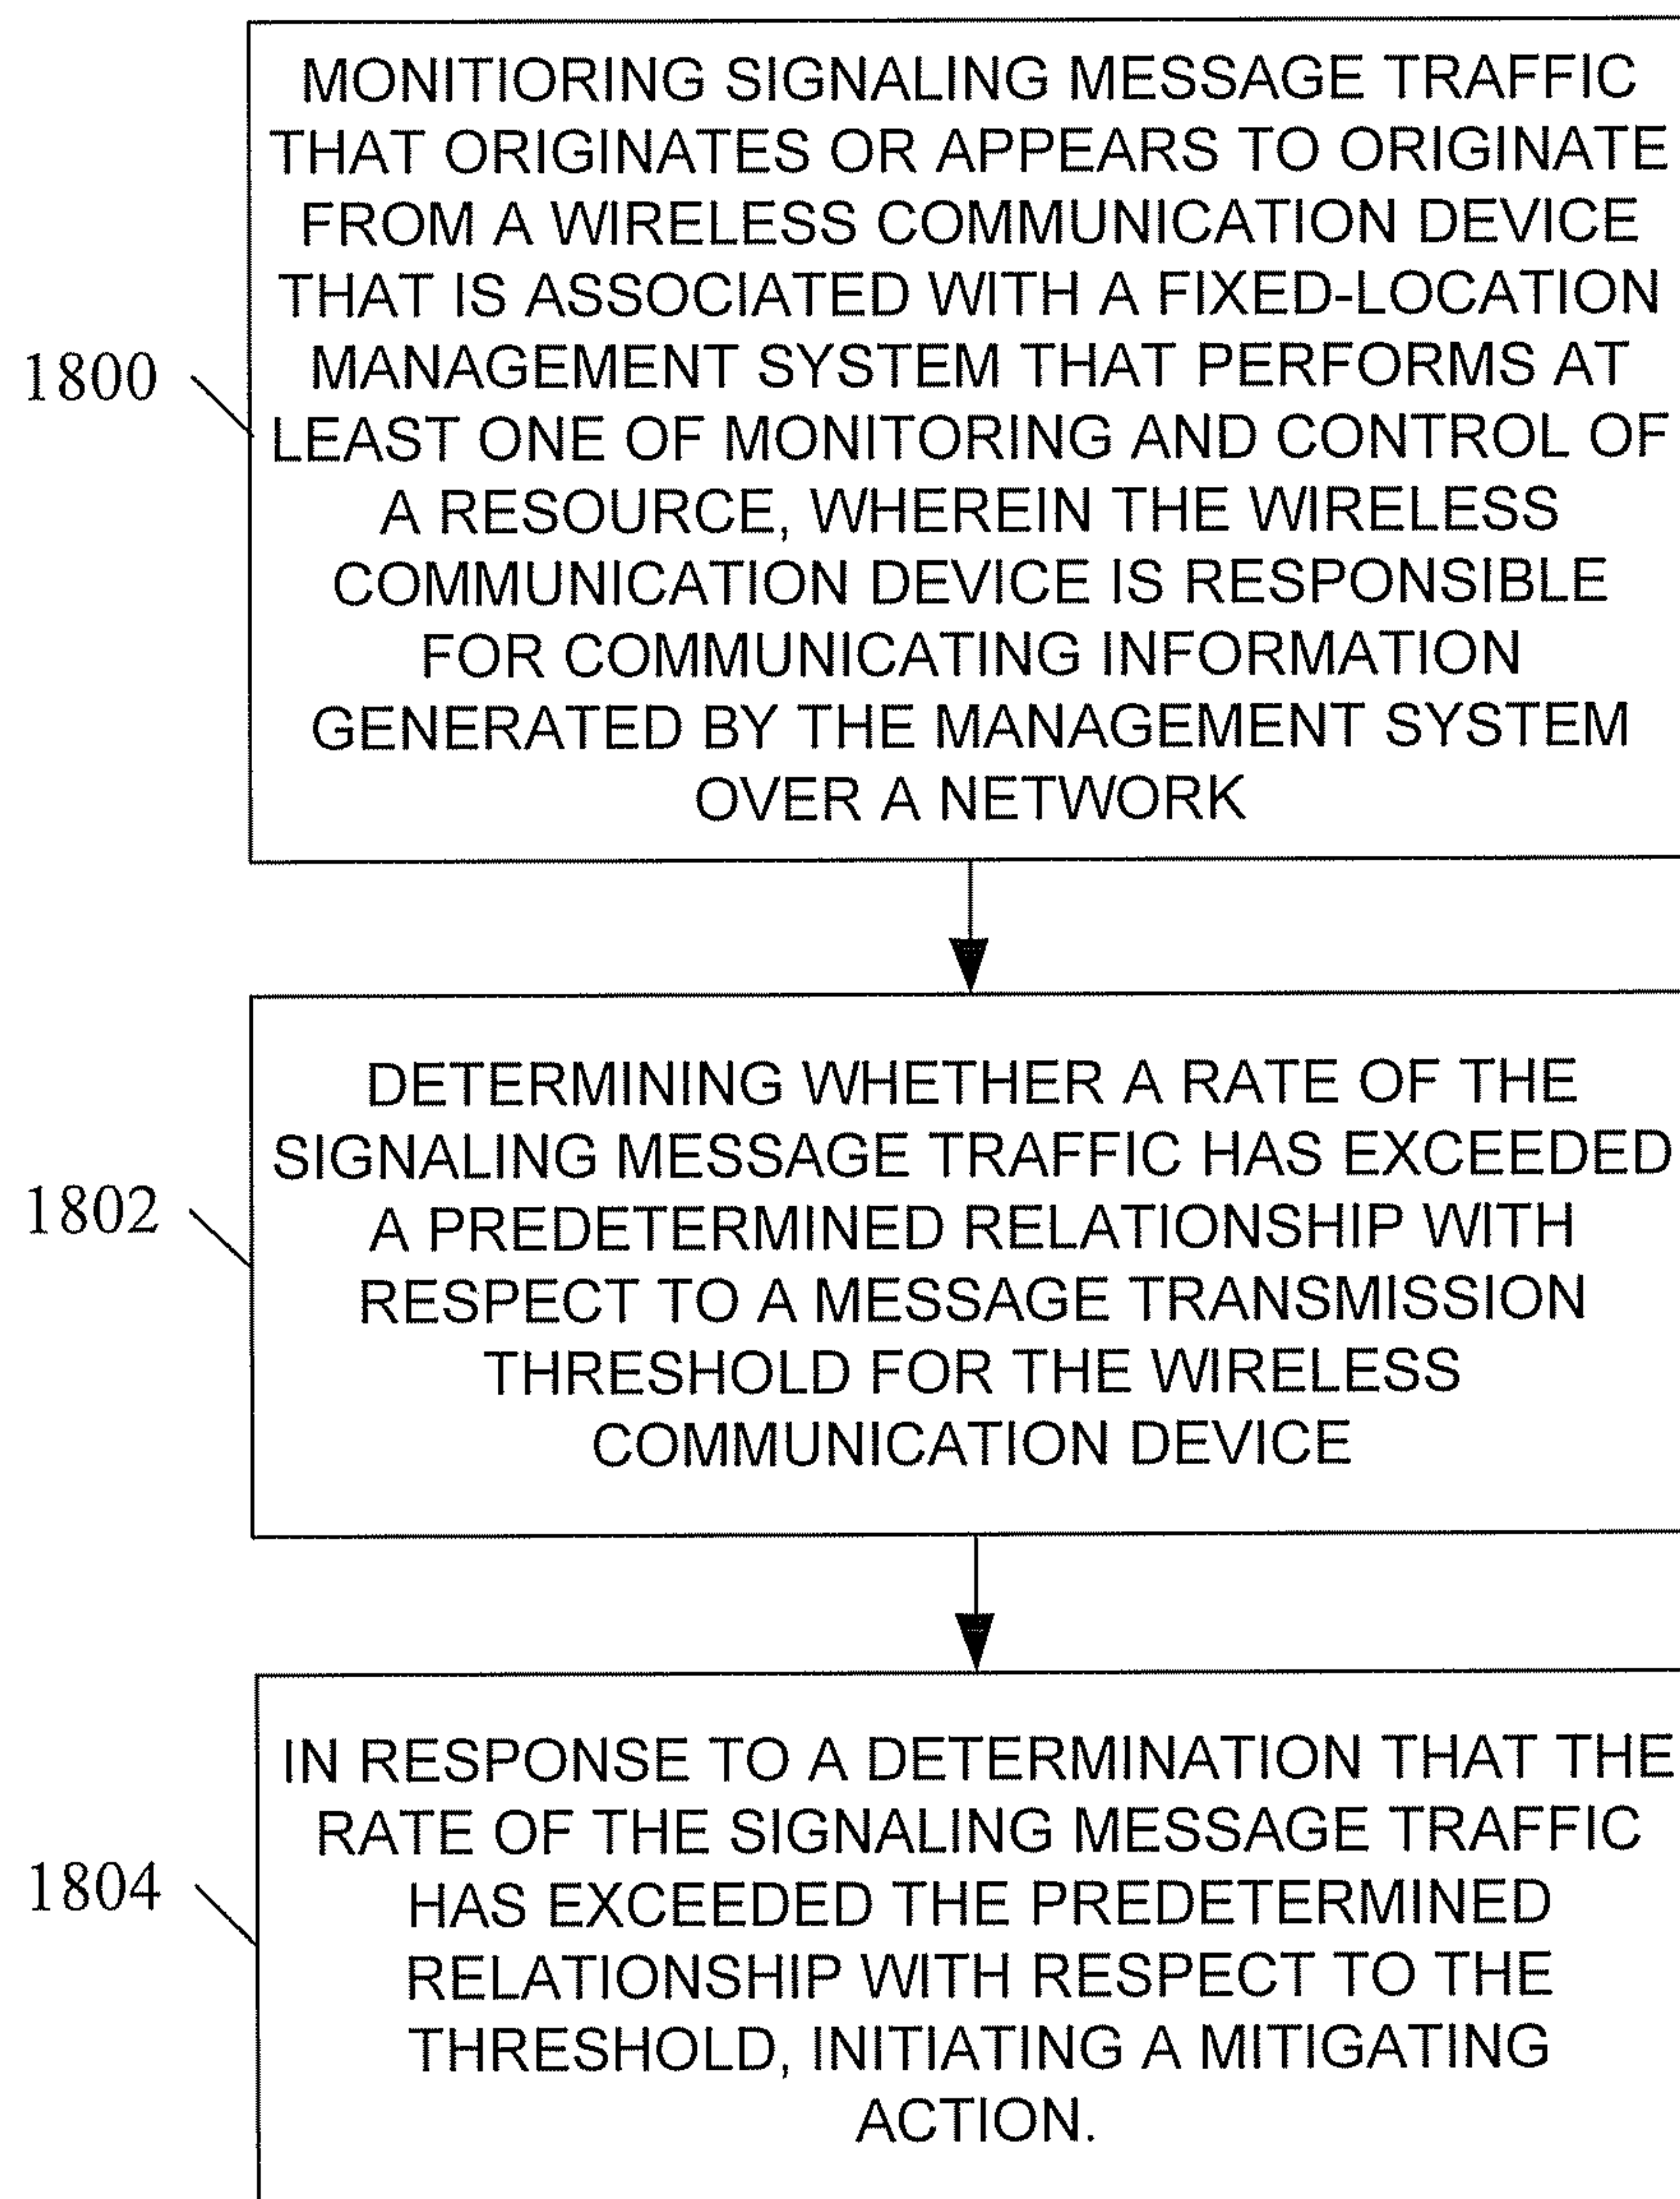 MONITIORING SIGNALING MESSAGE TRAFFIC
THAT ORIGINATES OR APPEARS TO ORIGINATE
FROM A WIRELESS COMMUNICATION DEVICE
THAT IS ASSOCIATED WITH A FIXED-LOCATION
MANAGEMENT SYSTEM THAT PERFORMS AT
1800
LEAST ONE OF MONITORING AND CONTROL OF
A RESOURCE, WHEREIN THE WIRELESS
COMMUNICATION DEVICE IS RESPONSIBLE
FOR COMMUNICATING INFORMATION
GENERATED BY THE MANAGEMENT SYSTEM
OVER A NETWORK
DETERMINING WHETHER A RATE OF THE
SIGNALING MESSAGE TRAFFIC HAS EXCEEDED
1802
A PREDETERMINED RELATIONSHIP WITH
RESPECT TO A MESSAGE TRANSMISSION
THRESHOLD FOR THE WIRELESS
COMMUNICATION DEVICE
IN RESPONSE TO A DETERMINATION THAT THE
RATE OF THE SIGNALING MESSAGE TRAFFIC
1804
HAS EXCEEDED THE PREDETERMINED
RELATIONSHIP WITH RESPECT TO THE
THRESHOLD, INITIATING A MITIGATING
ACTION.